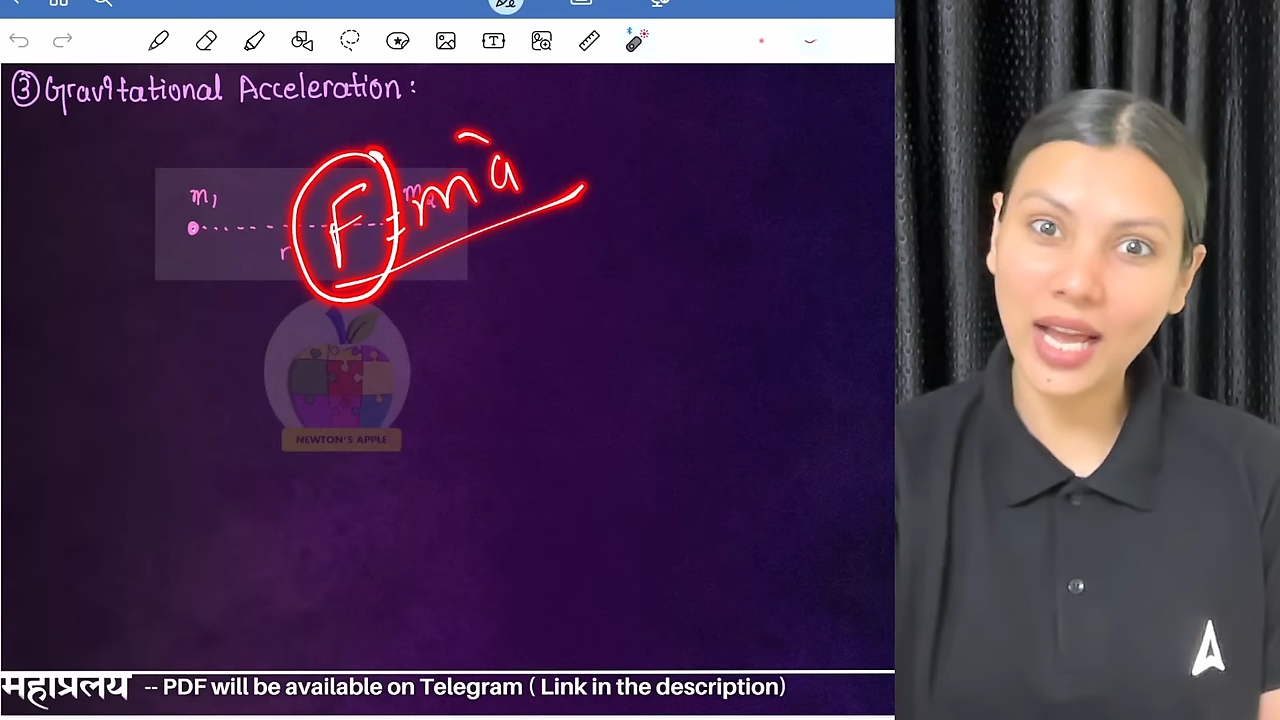 ③ Gravitational Acceleration :
m₁
F = ma
r
NEWTON'S APPLE
महाप्रलय -- PDF will be available on Telegram ( Link in the description)